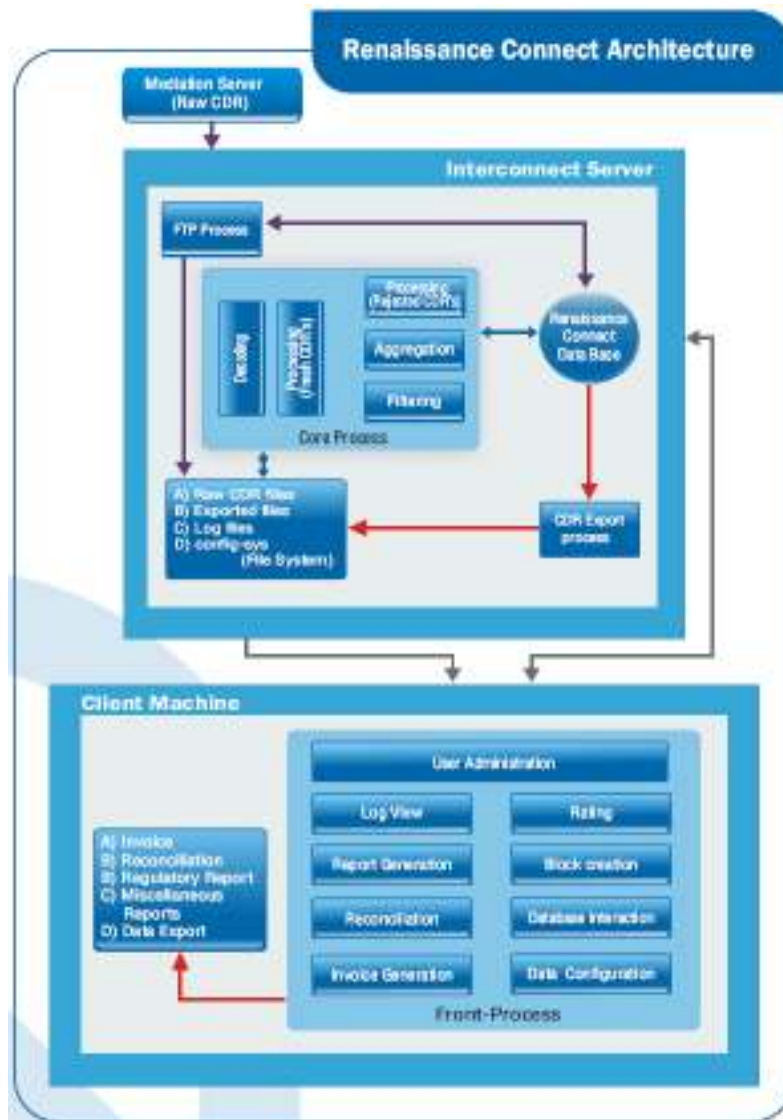 Renaissance Connect Architecture
Mediation Server
(Raw CDR)
Interconnect Server
FTP Process
Decoding
Processing
(Fresh CDR's)
Processing
(Rejected CDR's)
Aggregation
Filtering
Core Process
Renaissance
Connect
Data Base
A) Raw CDR files
B) Exported files
C) Log files
D) config-sys
(File System)
CDR Export
process
Client Machine
User Administration
Log View
Rating
Report Generation
Block creation
Reconciliation
Database Interaction
Invoice Generation
Data Configuration
Front-Process
A) Invoice
B) Reconciliation
B) Regulatory Report
C) Miscellaneous
Reports
D) Data Export